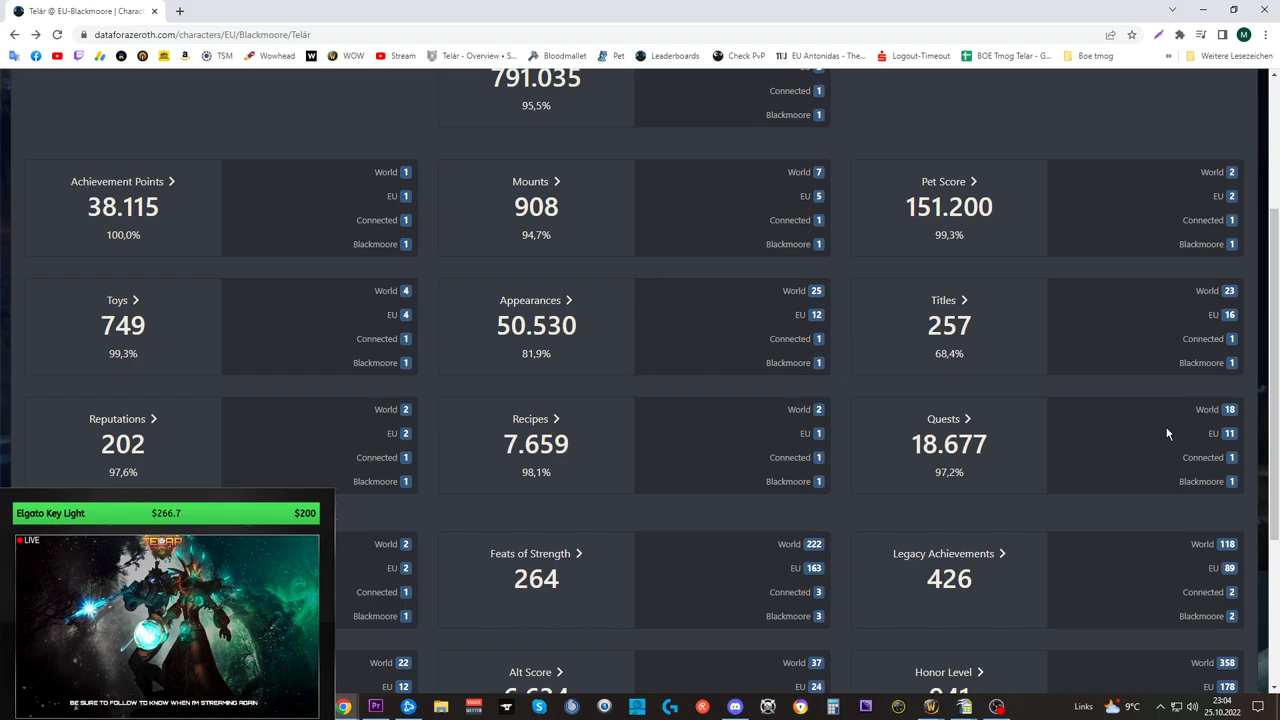 Telár @ EU-Blackmoore | Charact
dataforazeroth.com/characters/EU/Blackmoore/Telár
TSM Wowhead WOW Stream Telár - Overview • S... Bloodmallet Pet Leaderboards Check PvP EU Antonidas - The... Logout-Timeout BOE Tmog Telar - G... Boe tmog » Weitere Lesezeichen
791.035
95,5%
Connected 1
Blackmoore 1
Achievement Points
38.115
100,0%
World 1
EU 1
Connected 1
Blackmoore 1
Mounts
908
94,7%
World 7
EU 5
Connected 1
Blackmoore 1
Pet Score
151.200
99,3%
World 2
EU 2
Connected 1
Blackmoore 1
Toys
749
99,3%
World 4
EU 4
Connected 1
Blackmoore 1
Appearances
50.530
81,9%
World 25
EU 12
Connected 1
Blackmoore 1
Titles
257
68,4%
World 23
EU 16
Connected 1
Blackmoore 1
Reputations
202
97,6%
World 2
EU 2
Connected 1
Blackmoore 1
Recipes
7.659
98,1%
World 2
EU 1
Connected 1
Blackmoore 1
Quests
18.677
97,2%
World 18
EU 11
Connected 1
Blackmoore 1
World 2
EU 2
Connected 1
Blackmoore 1
Feats of Strength
264
World 222
EU 163
Connected 3
Blackmoore 3
Legacy Achievements
426
World 118
EU 89
Connected 2
Blackmoore 2
World 22
EU 12
Alt Score
World 37
EU 24
Honor Level
World 358
EU 178
Elgato Key Light $266.7 $200
LIVE
TELAR
BE SURE TO FOLLOW TO KNOW WHEN I'M STREAMING AGAIN
Links 9°C
23:04
25.10.2022